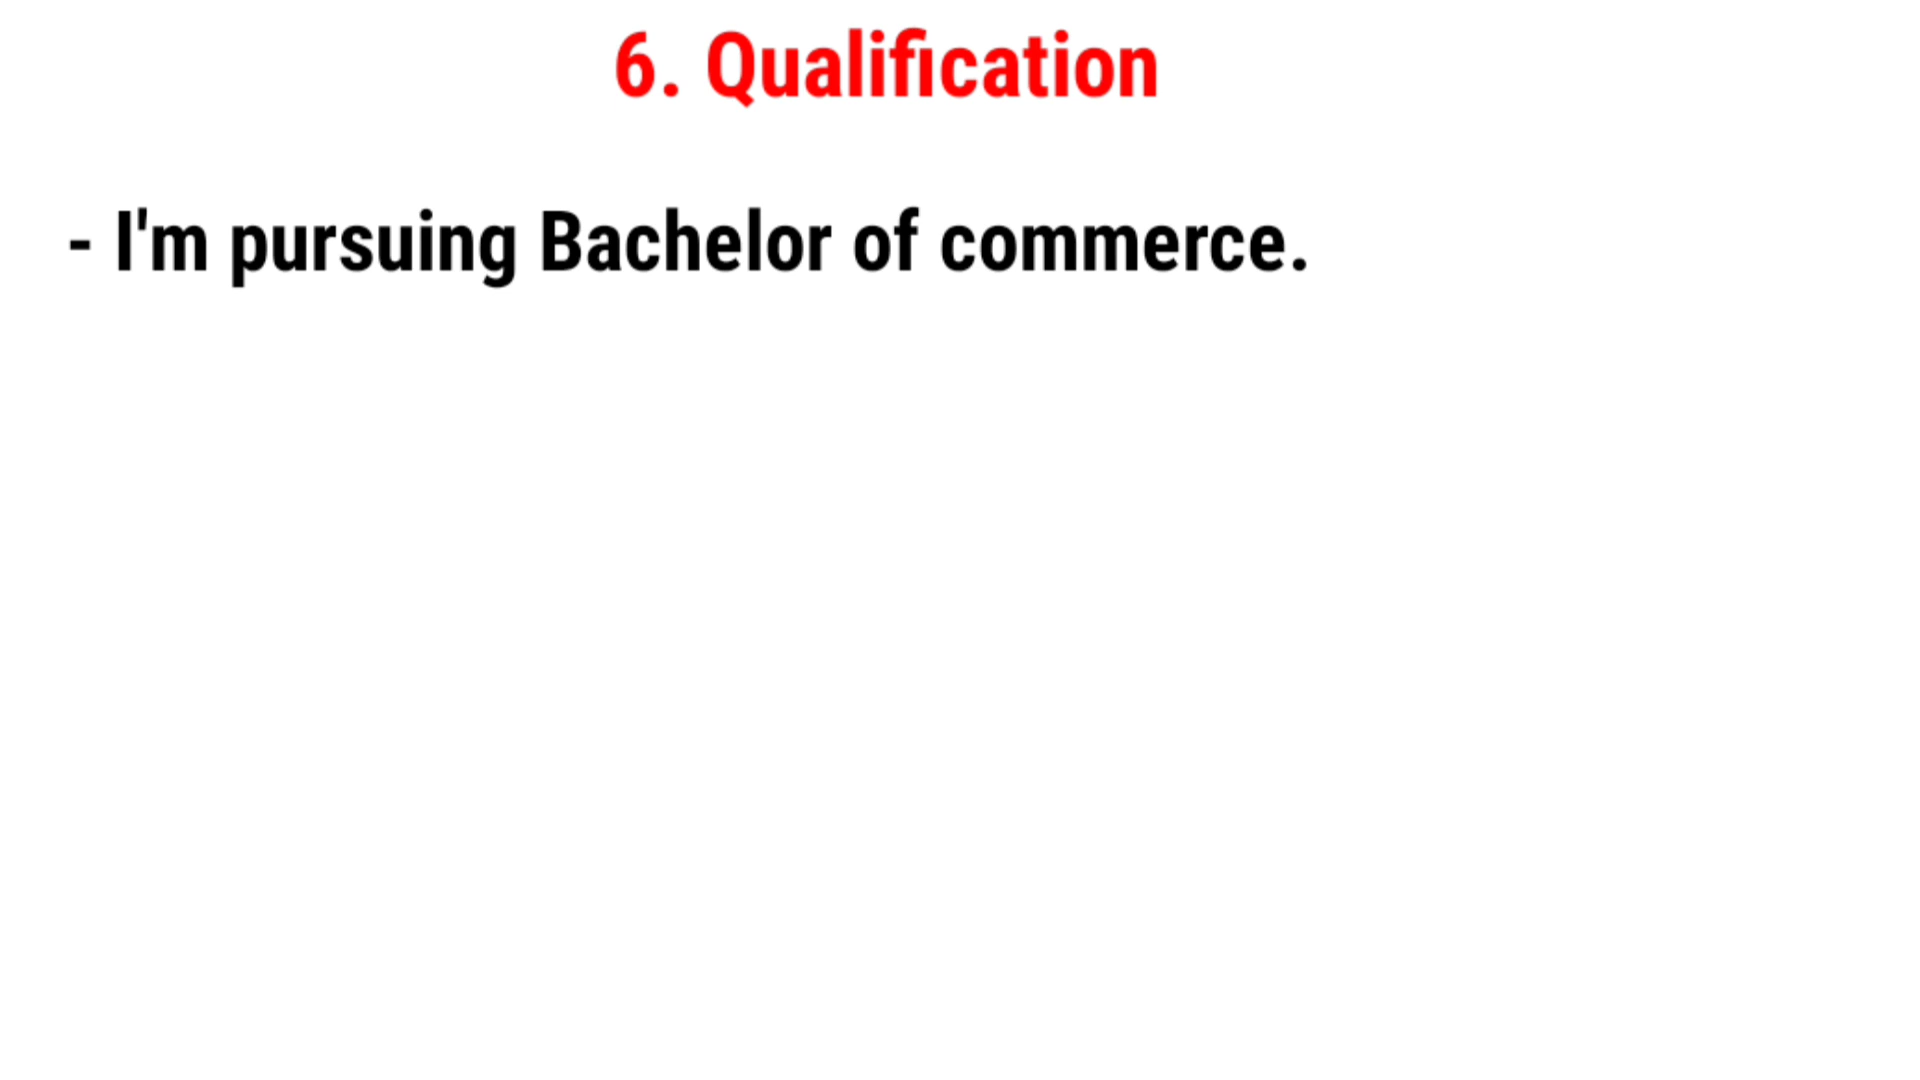 6. Qualification
- I'm pursuing Bachelor of commerce.